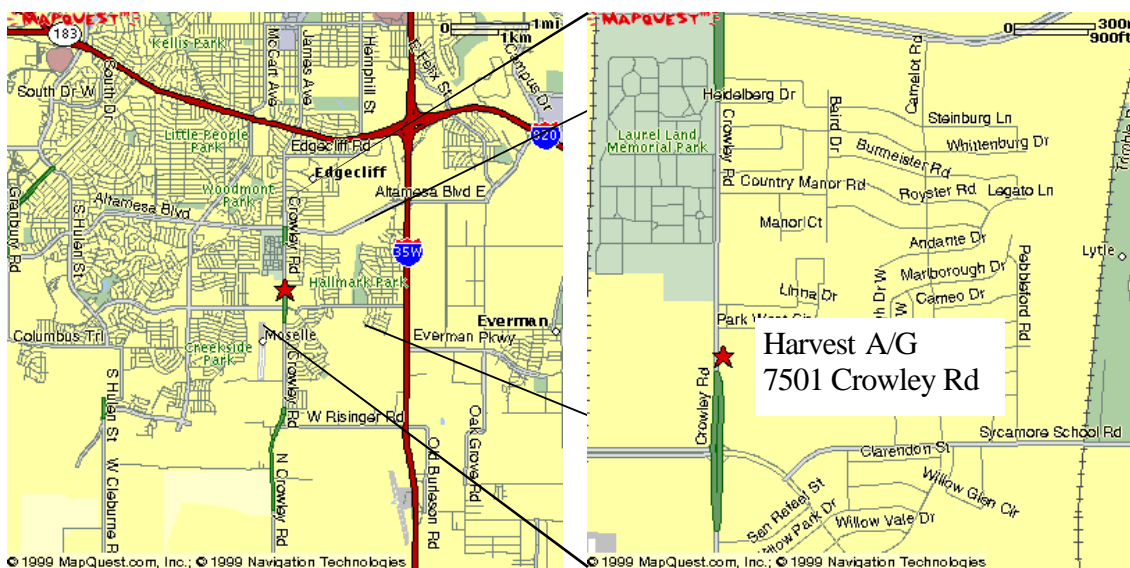 MAPQUEST
183
Kellis Park
McCart Ave
James Ave
Hemphill St
E Felix St
Campus Dr
0 1mi
1km
South Dr W
South Dr
Little People
Park
Edgecliff Rd
820
Edgecliff
Woodmont
Park
Altamesa Blvd E
Altamesa Blvd
Granbury Rd
S Hulen St
Crowley Rd
35W
Hallmark Park
Columbus Trl
Creekside
Park
Moselle
Everman
Everman Pkwy
S Hulen St
Crowley Rd
W Risinger Rd
W Cleburne R
N Crowley Rd
Old Burleson Rd
Oak Grove Rd
© 1999 MapQuest.com, Inc.; © 1999 Navigation Technologies
MAPQUEST
0 300m
900ft
Heidelberg Dr
Camelot Rd
Steinburg Ln
Laurel Land
Memorial Park
Crowley Rd
Baird Dr
Whittenburg Dr
Burmeister Rd
Country Manor Rd
Royster Rd
Legato Ln
Trimble D
Manor Ct
Andante Dr
Marlborough Dr
Pebbleford Rd
Lytle
Linna Dr
h Dr W
W
Cameo Dr
Park West Cir
Harvest A/G
7501 Crowley Rd
Crowley Rd
Sycamore School Rd
Clarendon St
Willow Glen Cir
San Rafael St
Willow Park Dr
Willow Vale Dr
© 1999 MapQuest.com, Inc.; © 1999 Navigation Technologies